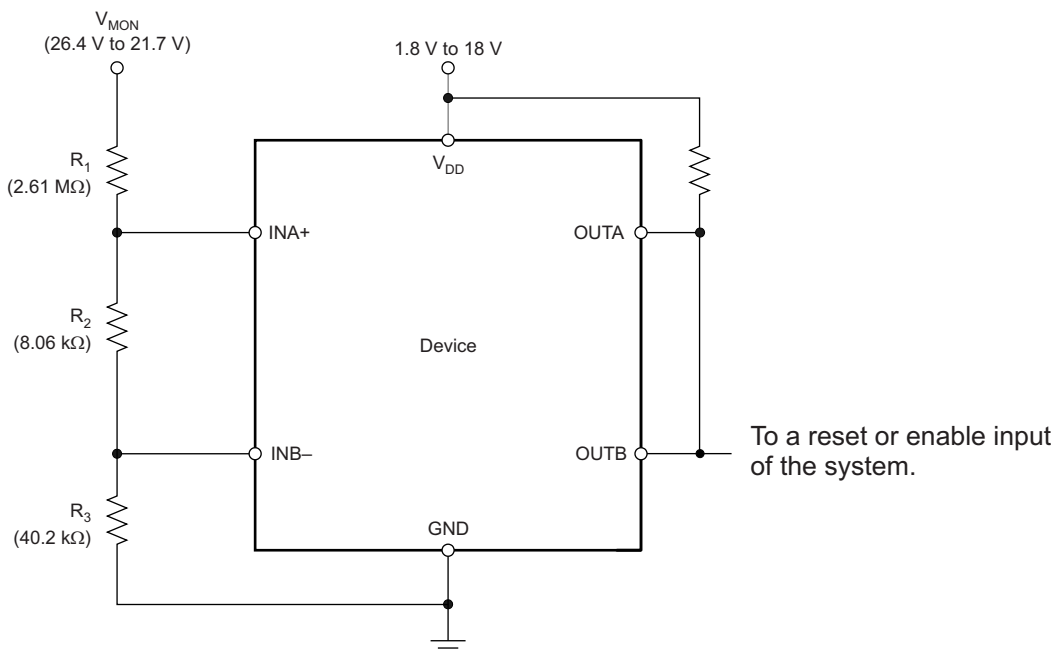 V_MON
(26.4 V to 21.7 V)
1.8 V to 18 V
R_1
(2.61 MΩ)
V_DD
INA+
OUTA
R_2
(8.06 kΩ)
Device
INB–
OUTB
To a reset or enable input
of the system.
R_3
(40.2 kΩ)
GND